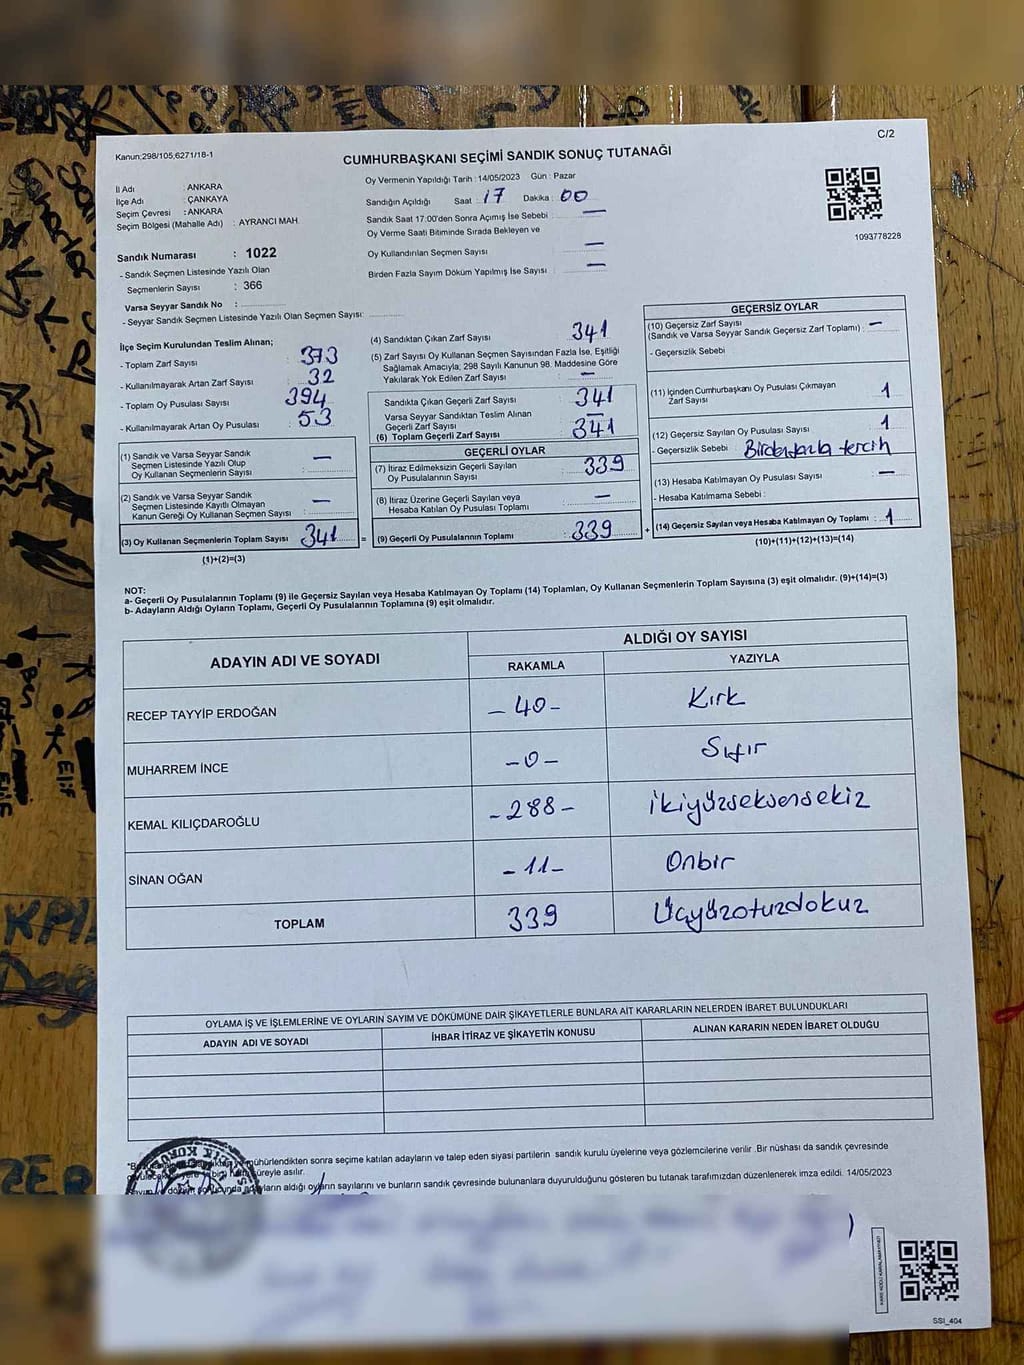 C/2
Kanun;298/105;6271/18-1
CUMHURBAŞKANI SEÇİMİ SANDIK SONUÇ TUTANAĞI
İl Adı : ANKARA
İlçe Adı : ÇANKAYA
Seçim Çevresi : ANKARA
Seçim Bölgesi (Mahalle Adı) : AYRANCI MAH.
Sandık Numarası : 1022
- Sandık Seçmen Listesinde Yazılı Olan
Seçmenlerin Sayısı : 366
Varsa Seyyar Sandık No :
- Seyyar Sandık Seçmen Listesinde Yazılı Olan Seçmen Sayısı:
Oy Vermenin Yapıldığı Tarih : 14/05/2023 Gün : Pazar
Sandığın Açıldığı Saat : 17 Dakika : 00
Sandık Saat 17:00'den Sonra Açımış İse Sebebi : —
Oy Verme Saati Bitiminde Sırada Bekleyen ve
Oy Kullandırılan Seçmen Sayısı : —
Birden Fazla Sayım Döküm Yapılmış İse Sayısı : —
1093778228
İlçe Seçim Kurulundan Teslim Alınan;
- Toplam Zarf Sayısı : 373
- Kullanılmayarak Artan Zarf Sayısı : 32
- Toplam Oy Pusulası Sayısı : 394
- Kullanılmayarak Artan Oy Pusulası : 53
(1) Sandık ve Varsa Seyyar Sandık
Seçmen Listesinde Yazılı Olup
Oy Kullanan Seçmenlerin Sayısı : —
(2) Sandık ve Varsa Seyyar Sandık
Seçmen Listesinde Kayıtlı Olmayan
Kanun Gereği Oy Kullanan Seçmen Sayısı : —
(3) Oy Kullanan Seçmenlerin Toplam Sayısı : 341
(1)+(2)=(3)
(4) Sandıktan Çıkan Zarf Sayısı : 341
(5) Zarf Sayısı Oy Kullanan Seçmen Sayısından Fazla İse, Eşitliği
Sağlamak Amacıyla; 298 Sayılı Kanunun 98. Maddesine Göre
Yakılarak Yok Edilen Zarf Sayısı : —
Sandıkta Çıkan Geçerli Zarf Sayısı : 341
Varsa Seyyar Sandıktan Teslim Alınan
Geçerli Zarf Sayısı : —
(6) Toplam Geçerli Zarf Sayısı : 341
GEÇERLİ OYLAR
(7) İtiraz Edilmeksizin Geçerli Sayılan
Oy Pusulalarının Sayısı : 339
(8) İtiraz Üzerine Geçerli Sayılan veya
Hesaba Katılan Oy Pusulası Toplamı : —
= (9) Geçerli Oy Pusulalarının Toplamı : 339
GEÇERSİZ OYLAR
(10) Geçersiz Zarf Sayısı
(Sandık ve Varsa Seyyar Sandık Geçersiz Zarf Toplamı) : —
- Geçersizlik Sebebi
(11) İçinden Cumhurbaşkanı Oy Pusulası Çıkmayan
Zarf Sayısı : 1
(12) Geçersiz Sayılan Oy Pusulası Sayısı : 1
- Geçersizlik Sebebi : Birden fazla tercih
(13) Hesaba Katılmayan Oy Pusulası Sayısı : —
- Hesaba Katılmama Sebebi :
+ (14) Geçersiz Sayılan veya Hesaba Katılmayan Oy Toplamı : 1
(10)+(11)+(12)+(13)=(14)
NOT:
a- Geçerli Oy Pusulalarının Toplamı (9) ile Geçersiz Sayılan veya Hesaba Katılmayan Oy Toplamı (14) Toplamları, Oy Kullanan Seçmenlerin Toplam Sayısına (3) eşit olmalıdır. (9)+(14)=(3)
b- Adayların Aldığı Oyların Toplamı, Geçerli Oy Pusulalarının Toplamına (9) eşit olmalıdır.
ADAYIN ADI VE SOYADI ALDIĞI OY SAYISI
RAKAMLA YAZIYLA
RECEP TAYYİP ERDOĞAN - 40 - Kırk
MUHARREM İNCE - 0 - Sıfır
KEMAL KILIÇDAROĞLU - 288 - ikiyüzseksensekiz
SİNAN OĞAN - 11 - Onbir
TOPLAM 339 Üçyüzotuzdokuz
OYLAMA İŞ VE İŞLEMLERİNE VE OYLARIN SAYIM VE DÖKÜMÜNE DAİR ŞİKAYETLERLE BUNLARA AİT KARARLARIN NELERDEN İBARET BULUNDUKLARI
ADAYIN ADI VE SOYADI İHBAR İTİRAZ VE ŞİKAYETİN KONUSU ALINAN KARARIN NEDEN İBARET OLDUĞU
mühürlendikten sonra seçime katılan adayların ve talep eden siyasi partilerin sandık kurulu üyelerine veya gözlemcilerine verilir .Bir nüshası da sandık çevresinde
süreyle asılır.
aldığı oyların sayılarını ve bunların sandık çevresinde bulunanlara duyurulduğunu gösteren bu tutanak tarafımızdan düzenlenerek imza edildi. 14/05/2023
SSI_404